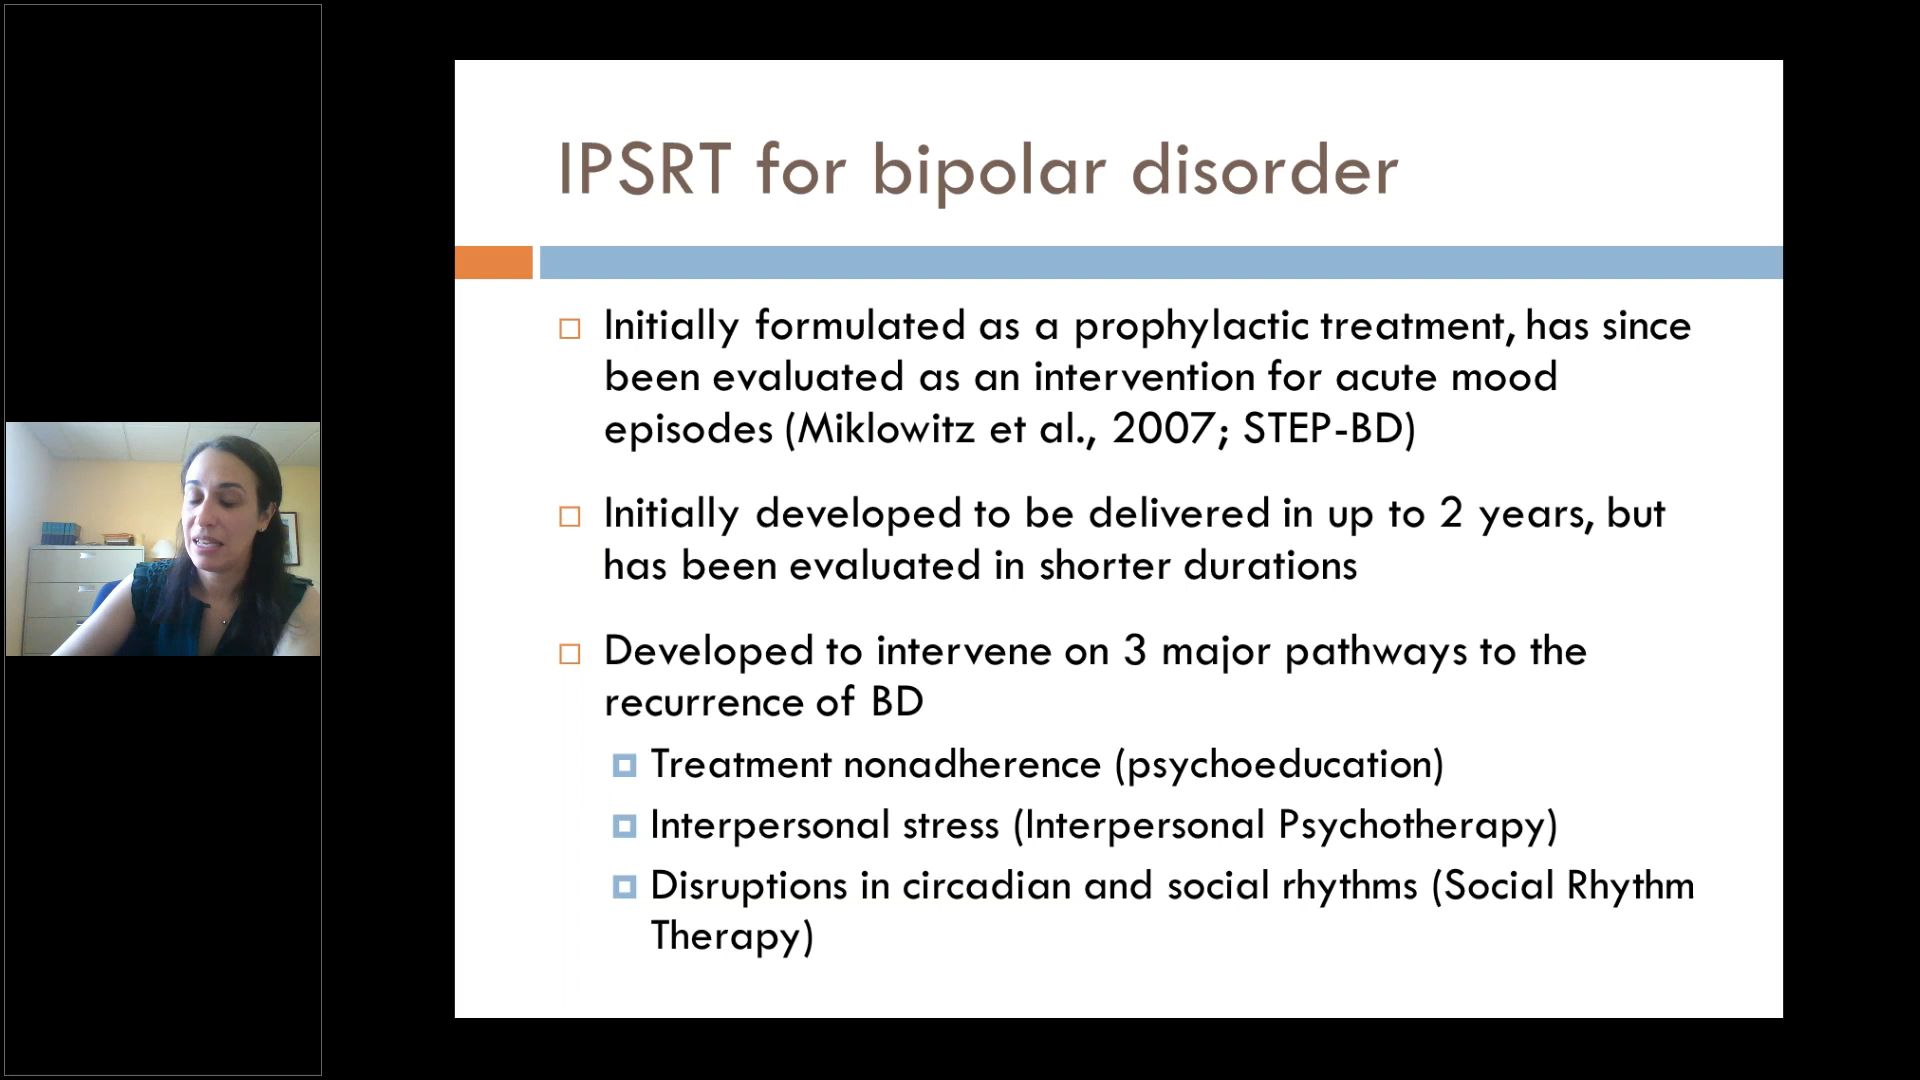 IPSRT for bipolar disorder
Initially formulated as a prophylactic treatment, has since
been evaluated as an intervention for acute mood
episodes (Miklowitz et al., 2007; STEP-BD)
Initially developed to be delivered in up to 2 years, but
has been evaluated in shorter durations
Developed to intervene on 3 major pathways to the
recurrence of BD
Treatment nonadherence (psychoeducation)
Interpersonal stress (Interpersonal Psychotherapy)
Disruptions in circadian and social rhythms (Social Rhythm
Therapy)